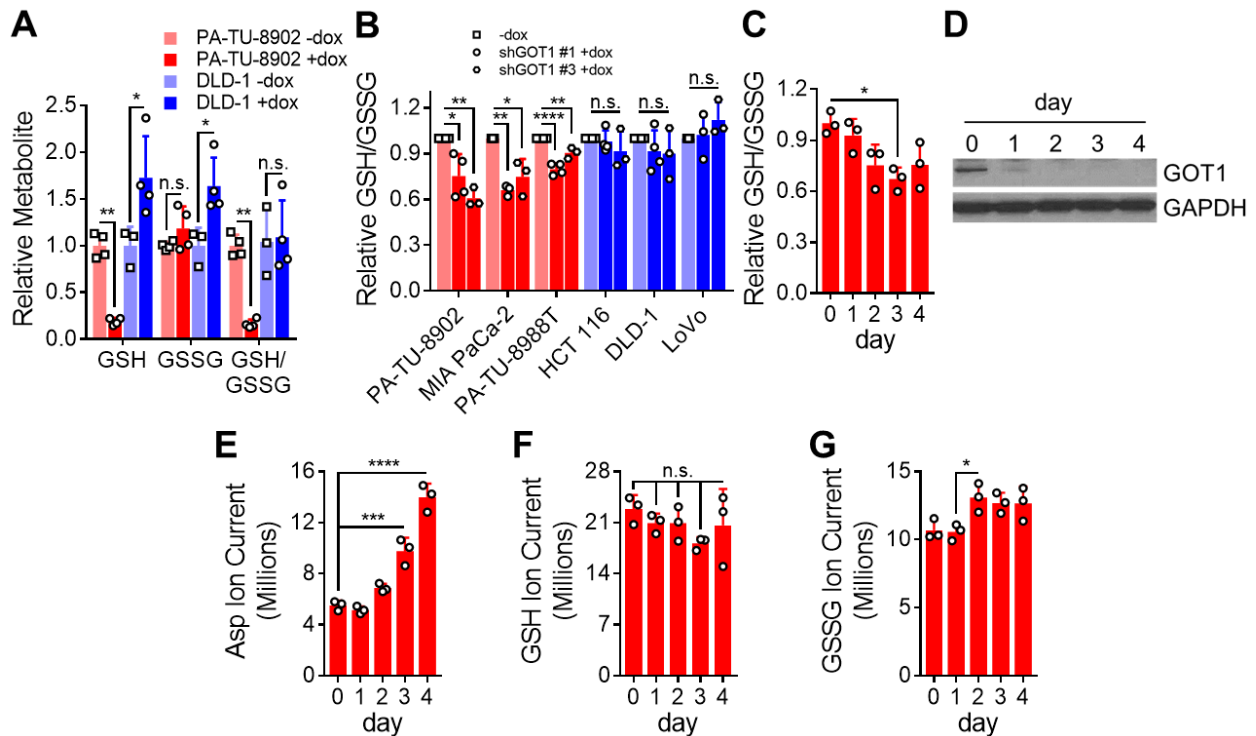 A
PA-TU-8902 -dox
PA-TU-8902 +dox
DLD-1 -dox
DLD-1 +dox
Relative Metabolite
2.5
2.0
1.5
1.0
0.5
0.0
**
*
n.s.
*
**
n.s.
GSH
GSSG
GSH/
GSSG
B
-dox
shGOT1 #1 +dox
shGOT1 #3 +dox
Relative GSH/GSSG
1.2
0.9
0.6
0.3
0.0
**
*
*
**
**
****
n.s.
n.s.
n.s.
PA-TU-8902
MIA PaCa-2
PA-TU-8988T
HCT 116
DLD-1
LoVo
C
Relative GSH/GSSG
1.2
0.9
0.6
0.3
0.0
*
0 1 2 3 4
day
D
day
0 1 2 3 4
GOT1
GAPDH
E
Asp Ion Current
(Millions)
16
12
8
4
0
****
***
0 1 2 3 4
day
F
GSH Ion Current
(Millions)
28
21
14
7
0
n.s.
0 1 2 3 4
day
G
GSSG Ion Current
(Millions)
15
10
5
0
*
0 1 2 3 4
day